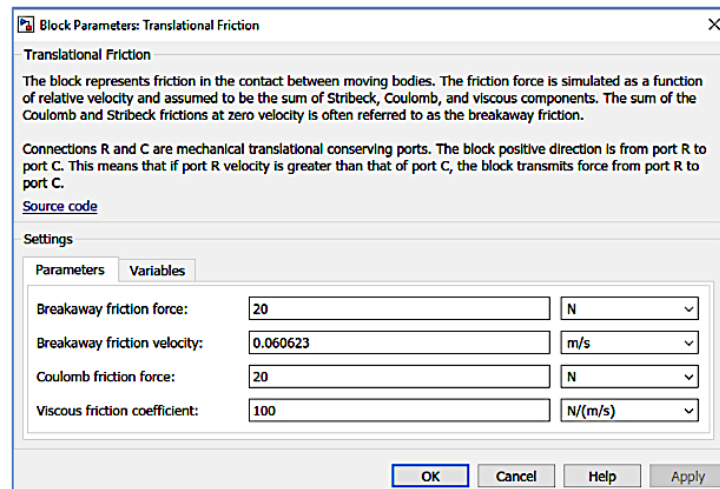 Block Parameters: Translational Friction
Translational Friction
The block represents friction in the contact between moving bodies. The friction force is simulated as a function
of relative velocity and assumed to be the sum of Stribeck, Coulomb, and viscous components. The sum of the
Coulomb and Stribeck frictions at zero velocity is often referred to as the breakaway friction.
Connections R and C are mechanical translational conserving ports. The block positive direction is from port R to
port C. This means that if port R velocity is greater than that of port C, the block transmits force from port R to
port C.
Source code
Settings
Parameters Variables
Breakaway friction force: 20 N
Breakaway friction velocity: 0.060623 m/s
Coulomb friction force: 20 N
Viscous friction coefficient: 100 N/(m/s)
OK Cancel Help Apply